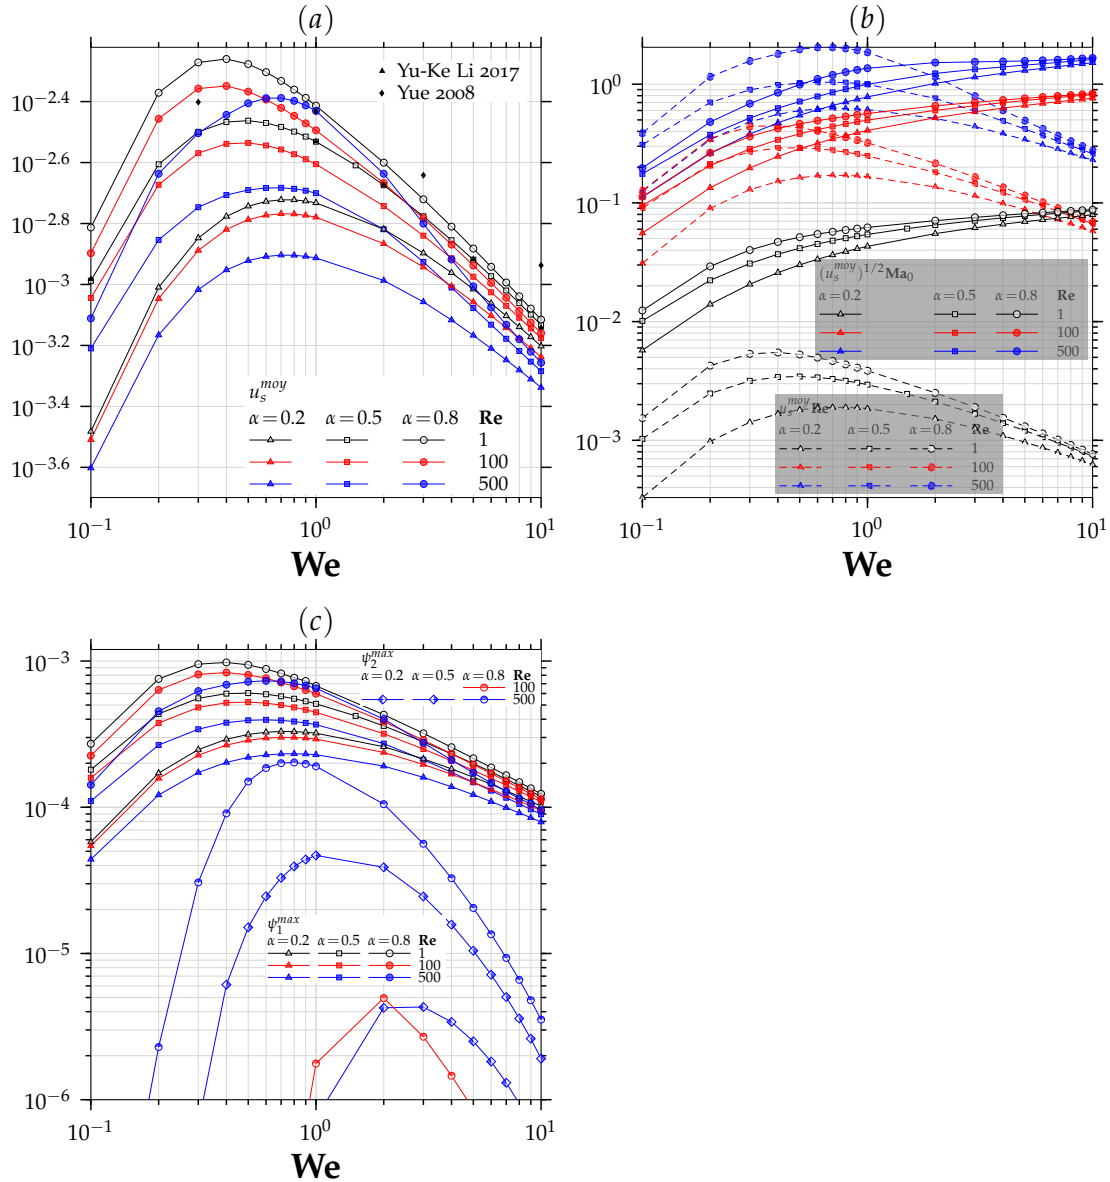 (a)
Yu-Ke Li 2017
Yue 2008
10^{-2.4}
10^{-2.6}
10^{-2.8}
10^{-3}
10^{-3.2}
10^{-3.4}
10^{-3.6}
u_s^{moy}
α=0.2 α=0.5 α=0.8 Re
1
100
500
10^{-1} 10^0 10^1
We
(b)
10^0
10^{-1}
10^{-2}
10^{-3}
(u_s^{moy})^{1/2}Ma_0
α=0.2 α=0.5 α=0.8 Re
1
100
500
u_s^{moy}Re
α=0.2 α=0.5 α=0.8 Re
1
100
500
10^{-1} 10^0 10^1
We
(c)
10^{-3}
10^{-4}
10^{-5}
10^{-6}
ψ_2^{max}
α=0.2 α=0.5 α=0.8 Re
100
500
ψ_1^{max}
α=0.2 α=0.5 α=0.8 Re
1
100
500
10^{-1} 10^0 10^1
We